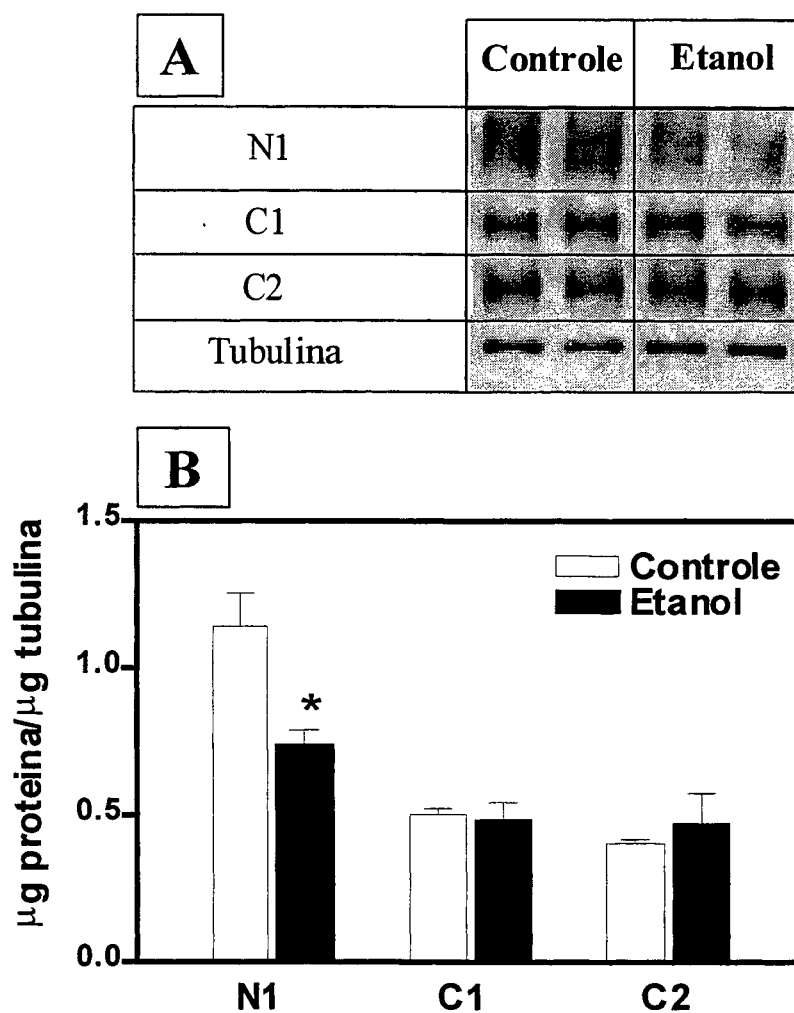 A
Controle Etanol
N1
C1
C2
Tubulina
B
µg proteina/µg tubulina
1.5
1.0
0.5
0.0
Controle
Etanol
*
N1 C1 C2